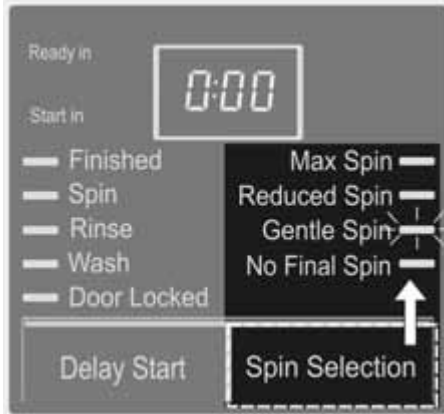 Ready in
0:00
Start in
Finished
Max Spin
Spin
Reduced Spin
Rinse
Gentle Spin
Wash
No Final Spin
Door Locked
Delay Start
Spin Selection